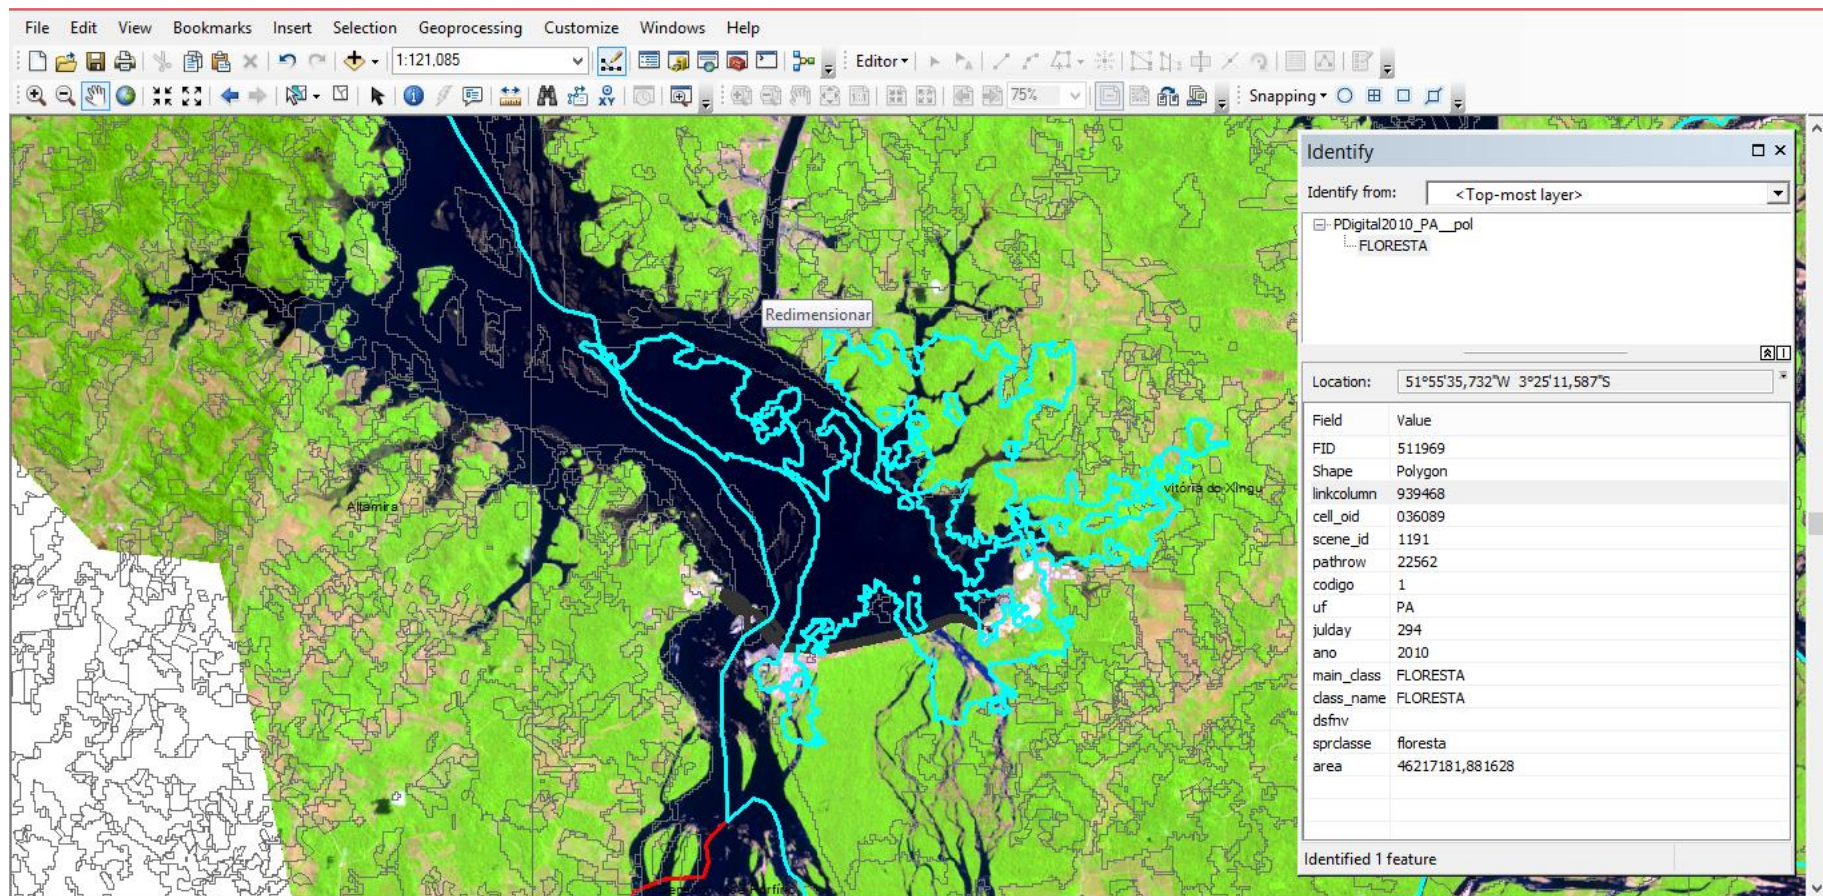 File Edit View Bookmarks Insert Selection Geoprocessing Customize Windows Help
1:121,085
Editor
75%
Snapping
Identify
Identify from: <Top-most layer>
PDigital2010_PA__pol
FLORESTA
Redimensionar
Location: 51°55'35,732"W 3°25'11,587"S
Field Value
FID 511969
Shape Polygon
linkcolumn 939468
cell_oid 036089
scene_id 1191
pathrow 22562
codigo 1
uf PA
julday 294
ano 2010
main_class FLORESTA
class_name FLORESTA
dsfnv
sprclasse floresta
area 46217181,881628
Identified 1 feature
vitória do Xingu
Altamira